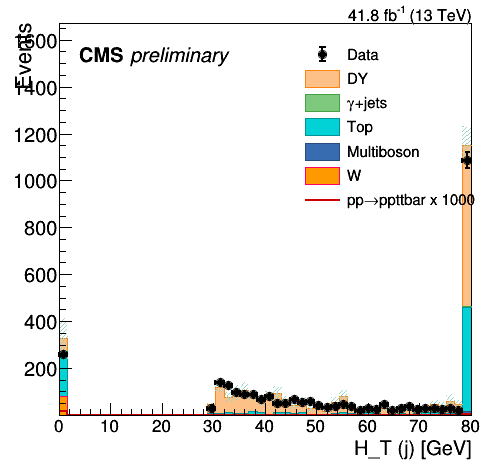 41.8 fb⁻¹ (13 TeV)
Events
CMS preliminary
Data
DY
γ+jets
Top
Multiboson
W
pp→ppttbar x 1000
1600
1400
1200
1000
800
600
400
200
0 10 20 30 40 50 60 70 80
H_T (j) [GeV]